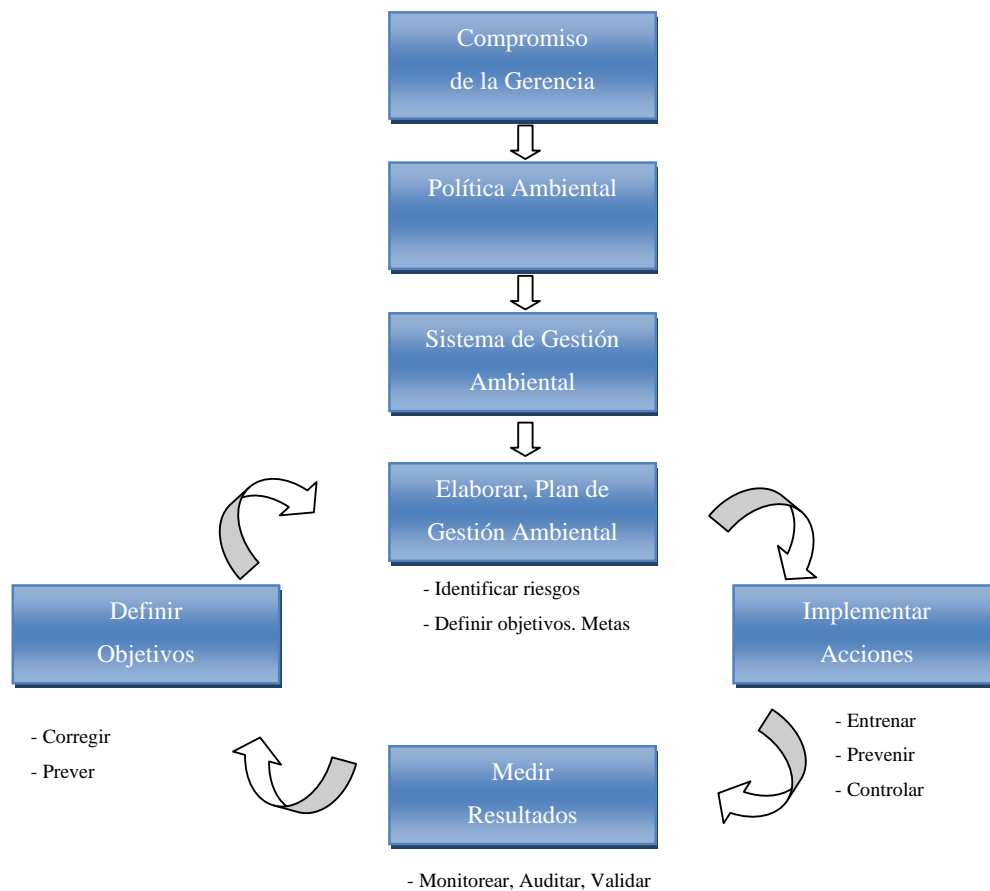 Compromiso
de la Gerencia
Política Ambiental
Sistema de Gestión
Ambiental
Elaborar, Plan de
Gestión Ambiental
- Identificar riesgos
- Definir objetivos. Metas
Definir
Objetivos
- Corregir
- Prever
Implementar
Acciones
- Entrenar
- Prevenir
- Controlar
Medir
Resultados
- Monitorear, Auditar, Validar